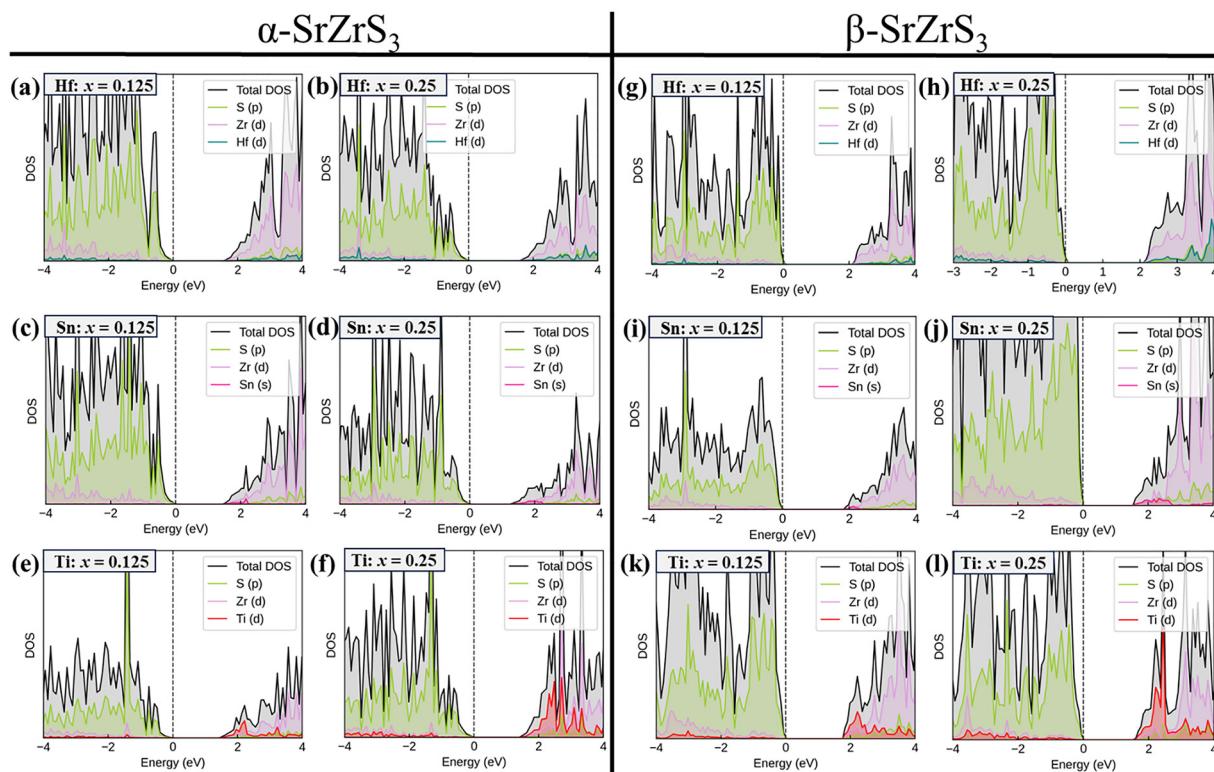 α-SrZrS3
β-SrZrS3
(a)
Hf: x = 0.125
Total DOS
S (p)
Zr (d)
Hf (d)
DOS
−4 −2 0 2 4
Energy (eV)
(b)
Hf: x = 0.25
Total DOS
S (p)
Zr (d)
Hf (d)
DOS
−4 −2 0 2 4
Energy (eV)
(g)
Hf: x = 0.125
Total DOS
S (p)
Zr (d)
Hf (d)
DOS
−4 −2 0 2 4
Energy (eV)
(h)
Hf: x = 0.25
Total DOS
S (p)
Zr (d)
Hf (d)
DOS
−3 −2 −1 0 1 2 3 4
Energy (eV)
(c)
Sn: x = 0.125
Total DOS
S (p)
Zr (d)
Sn (s)
DOS
−4 −2 0 2 4
Energy (eV)
(d)
Sn: x = 0.25
Total DOS
S (p)
Zr (d)
Sn (s)
DOS
−4 −2 0 2 4
Energy (eV)
(i)
Sn: x = 0.125
Total DOS
S (p)
Zr (d)
Sn (s)
DOS
−4 −2 0 2 4
Energy (eV)
(j)
Sn: x = 0.25
Total DOS
S (p)
Zr (d)
Sn (s)
DOS
−4 −2 0 2 4
Energy (eV)
(e)
Ti: x = 0.125
Total DOS
S (p)
Zr (d)
Ti (d)
DOS
−4 −2 0 2 4
Energy (eV)
(f)
Ti: x = 0.25
Total DOS
S (p)
Zr (d)
Ti (d)
DOS
−4 −2 0 2 4
Energy (eV)
(k)
Ti: x = 0.125
Total DOS
S (p)
Zr (d)
Ti (d)
DOS
−4 −2 0 2 4
Energy (eV)
(l)
Ti: x = 0.25
Total DOS
S (p)
Zr (d)
Ti (d)
DOS
−4 −2 0 2 4
Energy (eV)